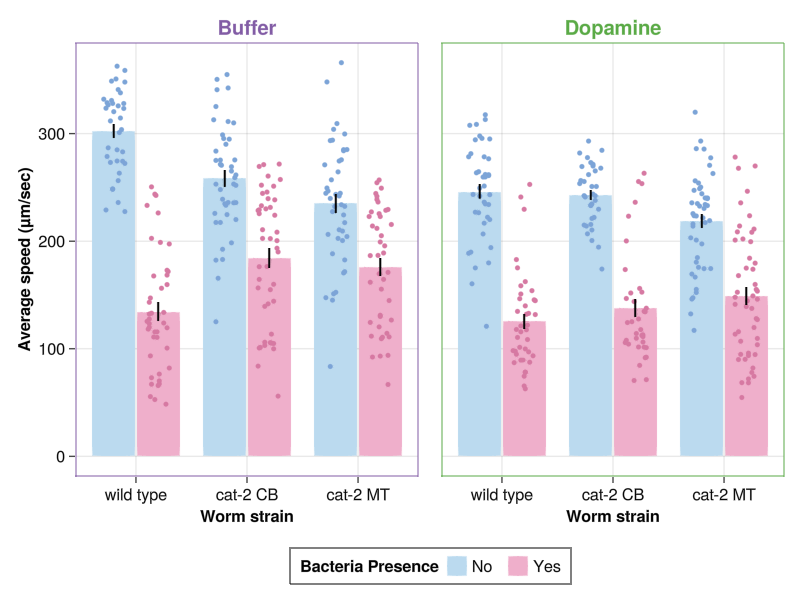 Buffer
Dopamine
Average speed (μm/sec)
300
200
100
0
wild type cat-2 CB cat-2 MT
wild type cat-2 CB cat-2 MT
Worm strain
Worm strain
Bacteria Presence No Yes